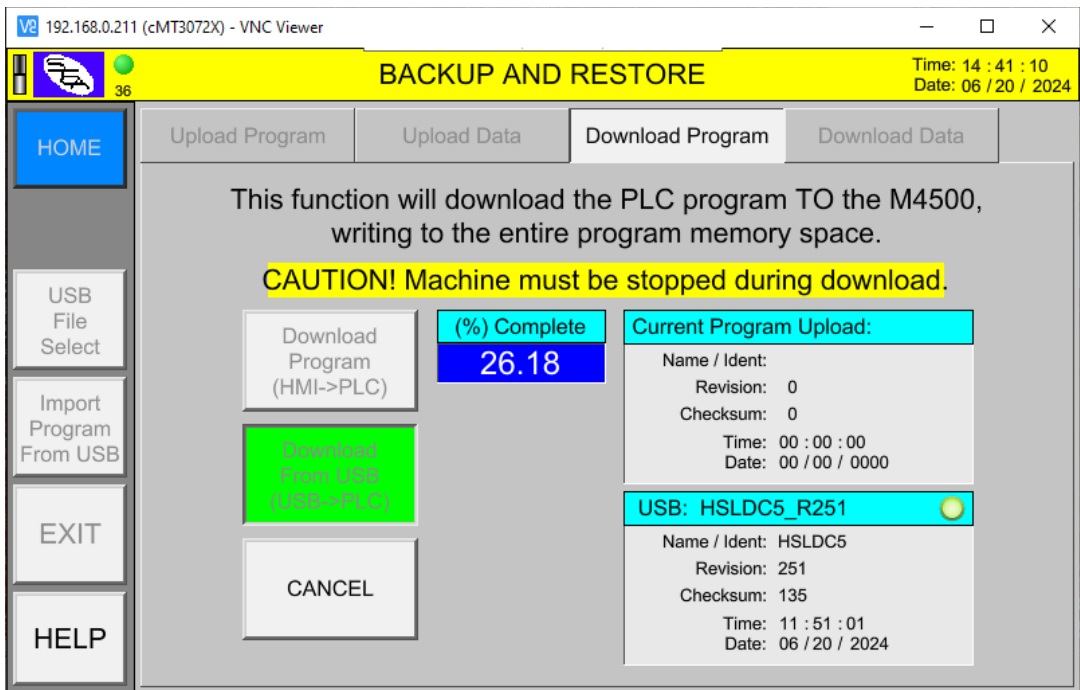 192.168.0.211 (cMT3072X) - VNC Viewer
36
BACKUP AND RESTORE
Time: 14 : 41 : 10
Date: 06 / 20 / 2024
HOME
Upload Program
Upload Data
Download Program
Download Data
This function will download the PLC program TO the M4500,
writing to the entire program memory space.
CAUTION! Machine must be stopped during download.
USB
File
Select
Import
Program
From USB
EXIT
HELP
Download
Program
(HMI->PLC)
Download
From USB
(USB->PLC)
CANCEL
(%) Complete
26.18
Current Program Upload:
Name / Ident:
Revision: 0
Checksum: 0
Time: 00 : 00 : 00
Date: 00 / 00 / 0000
USB: HSLDC5_R251
Name / Ident: HSLDC5
Revision: 251
Checksum: 135
Time: 11 : 51 : 01
Date: 06 / 20 / 2024